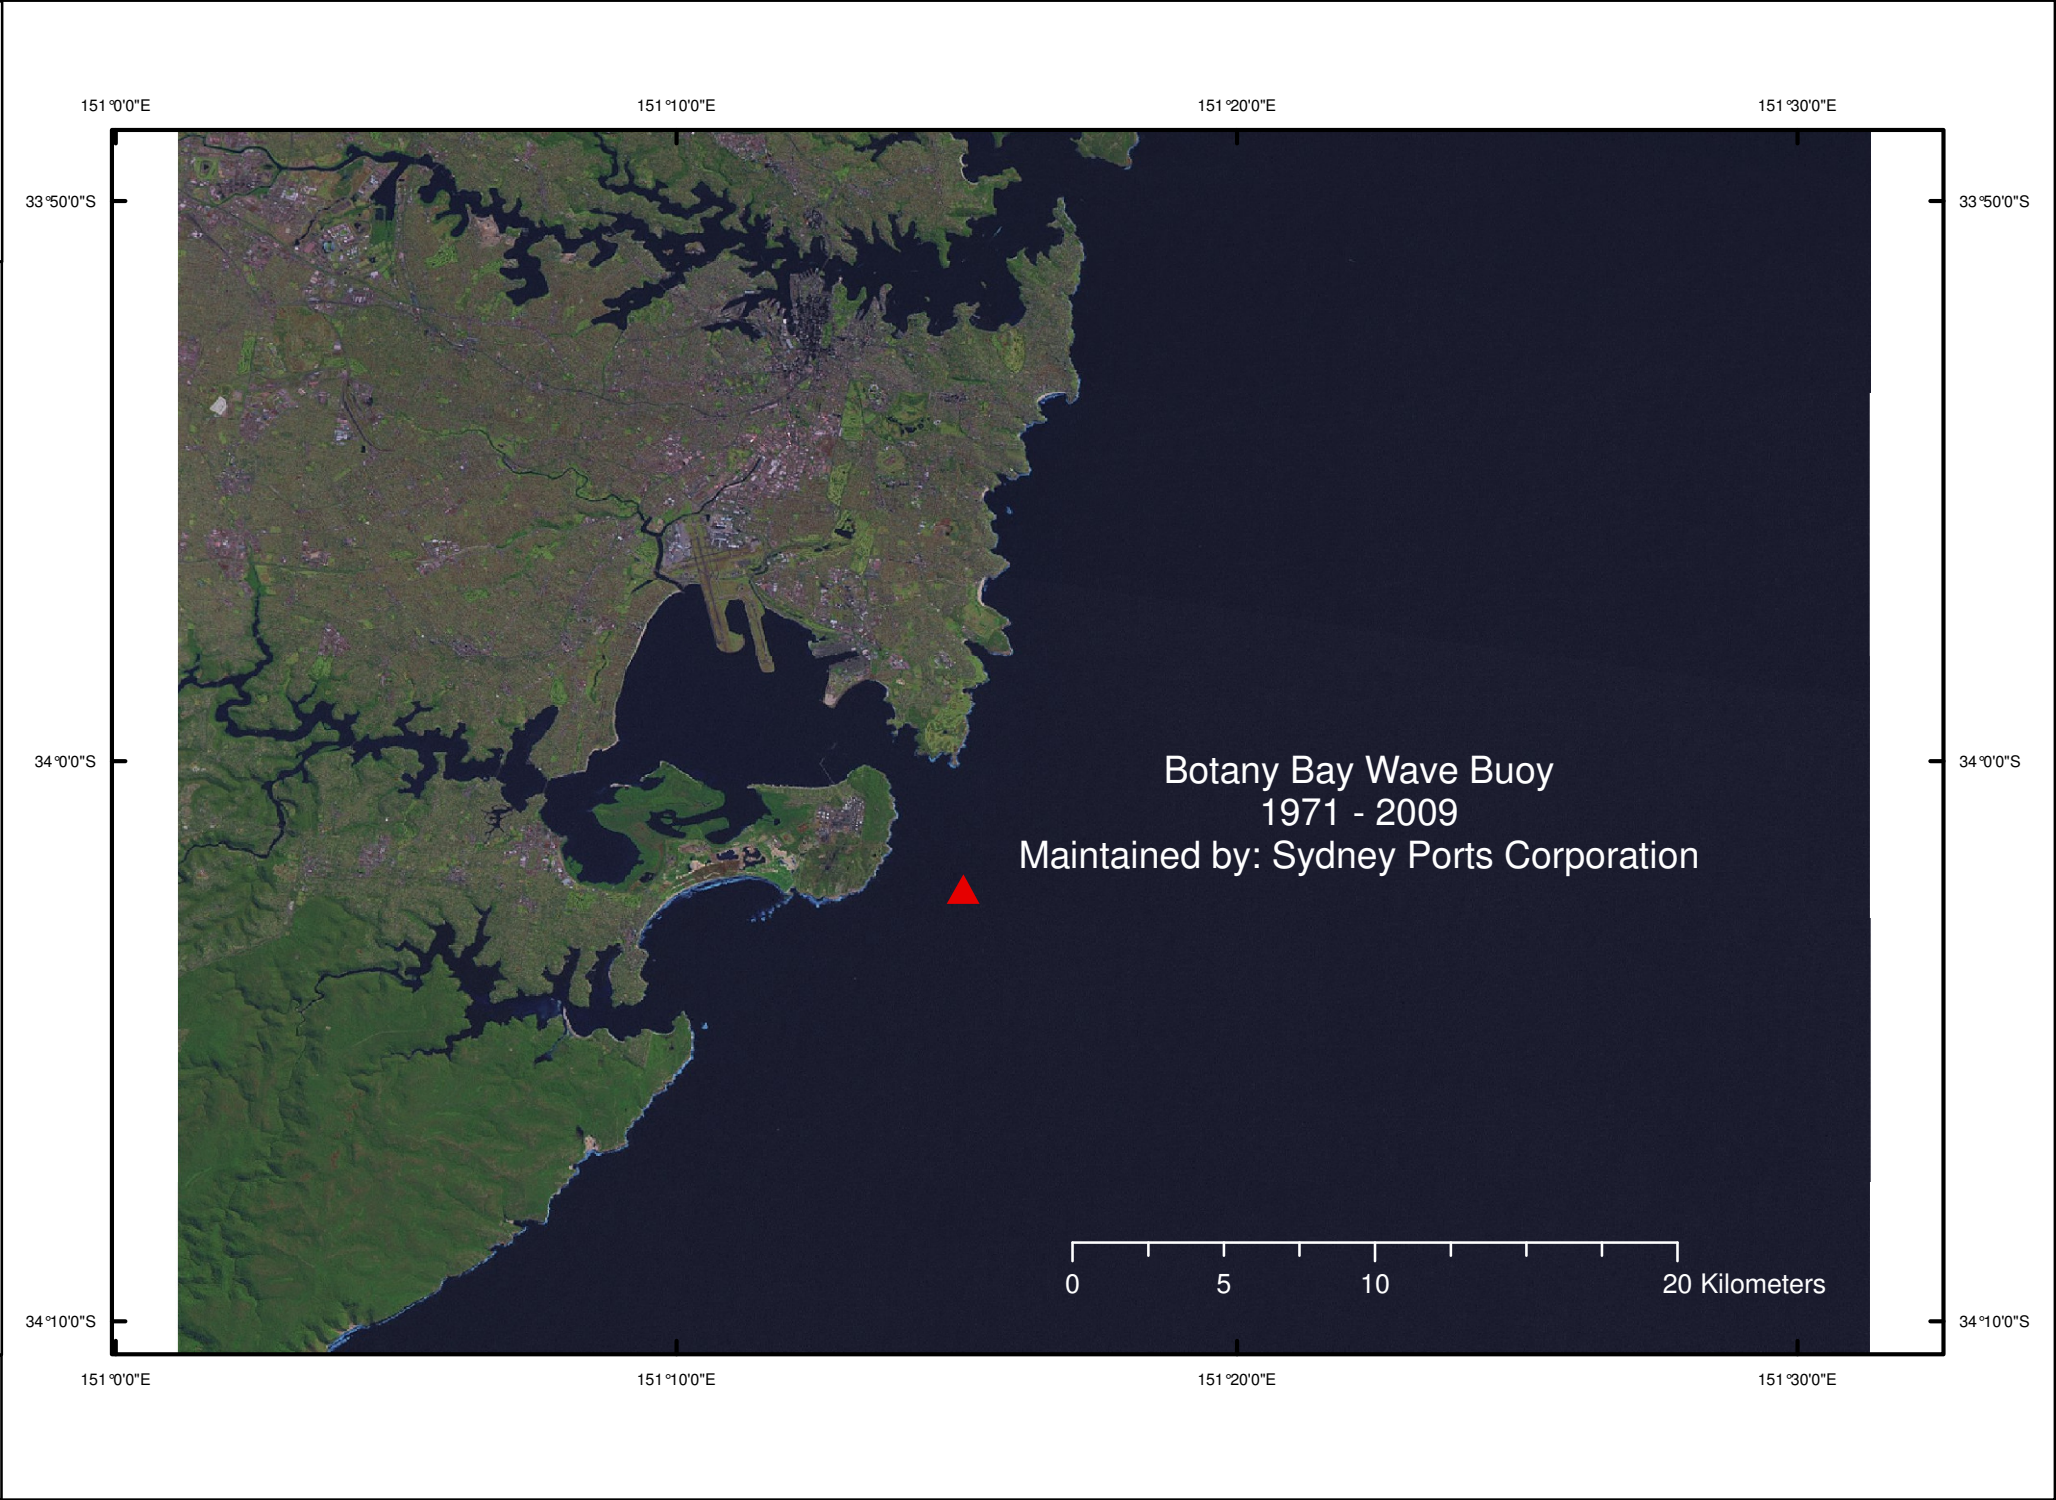 151°0'0"E 151°10'0"E 151°20'0"E 151°30'0"E
33°50'0"S 33°50'0"S
34°0'0"S 34°0'0"S
Botany Bay Wave Buoy
1971 - 2009
Maintained by: Sydney Ports Corporation
0 5 10 20 Kilometers
34°10'0"S 34°10'0"S
151°0'0"E 151°10'0"E 151°20'0"E 151°30'0"E